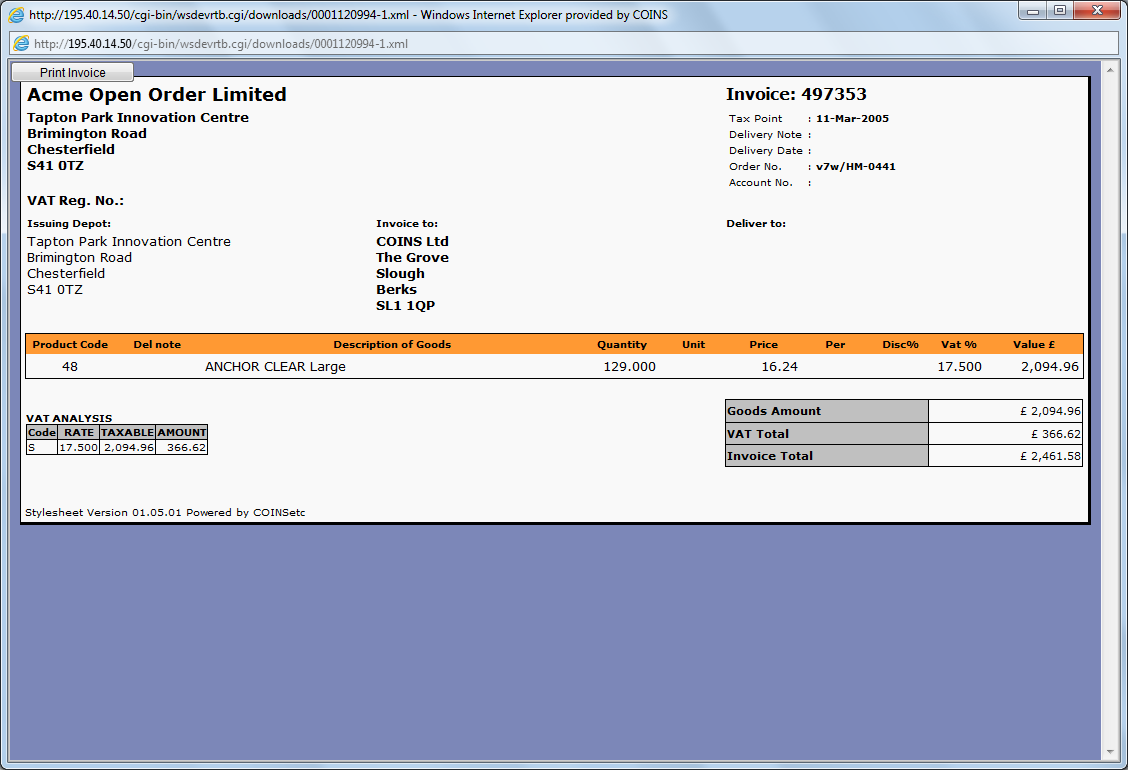 http://195.40.14.50/cgi-bin/wsdevrtb.cgi/downloads/0001120994-1.xml - Windows Internet Explorer provided by COINS
http://195.40.14.50/cgi-bin/wsdevrtb.cgi/downloads/0001120994-1.xml
Print Invoice
Acme Open Order Limited
Tapton Park Innovation Centre
Brimington Road
Chesterfield
S41 0TZ
Invoice: 497353
Tax Point : 11-Mar-2005
Delivery Note :
Delivery Date :
Order No. : v7w/HM-0441
Account No. :
VAT Reg. No.:
Issuing Depot:
Tapton Park Innovation Centre
Brimington Road
Chesterfield
S41 0TZ
Invoice to:
COINS Ltd
The Grove
Slough
Berks
SL1 1QP
Deliver to:
Product Code Del note Description of Goods Quantity Unit Price Per Disc% Vat % Value £
48 ANCHOR CLEAR Large 129.000 16.24 17.500 2,094.96
VAT ANALYSIS
Code RATE TAXABLE AMOUNT
S 17.500 2,094.96 366.62
Goods Amount £ 2,094.96
VAT Total £ 366.62
Invoice Total £ 2,461.58
Stylesheet Version 01.05.01 Powered by COINSetc